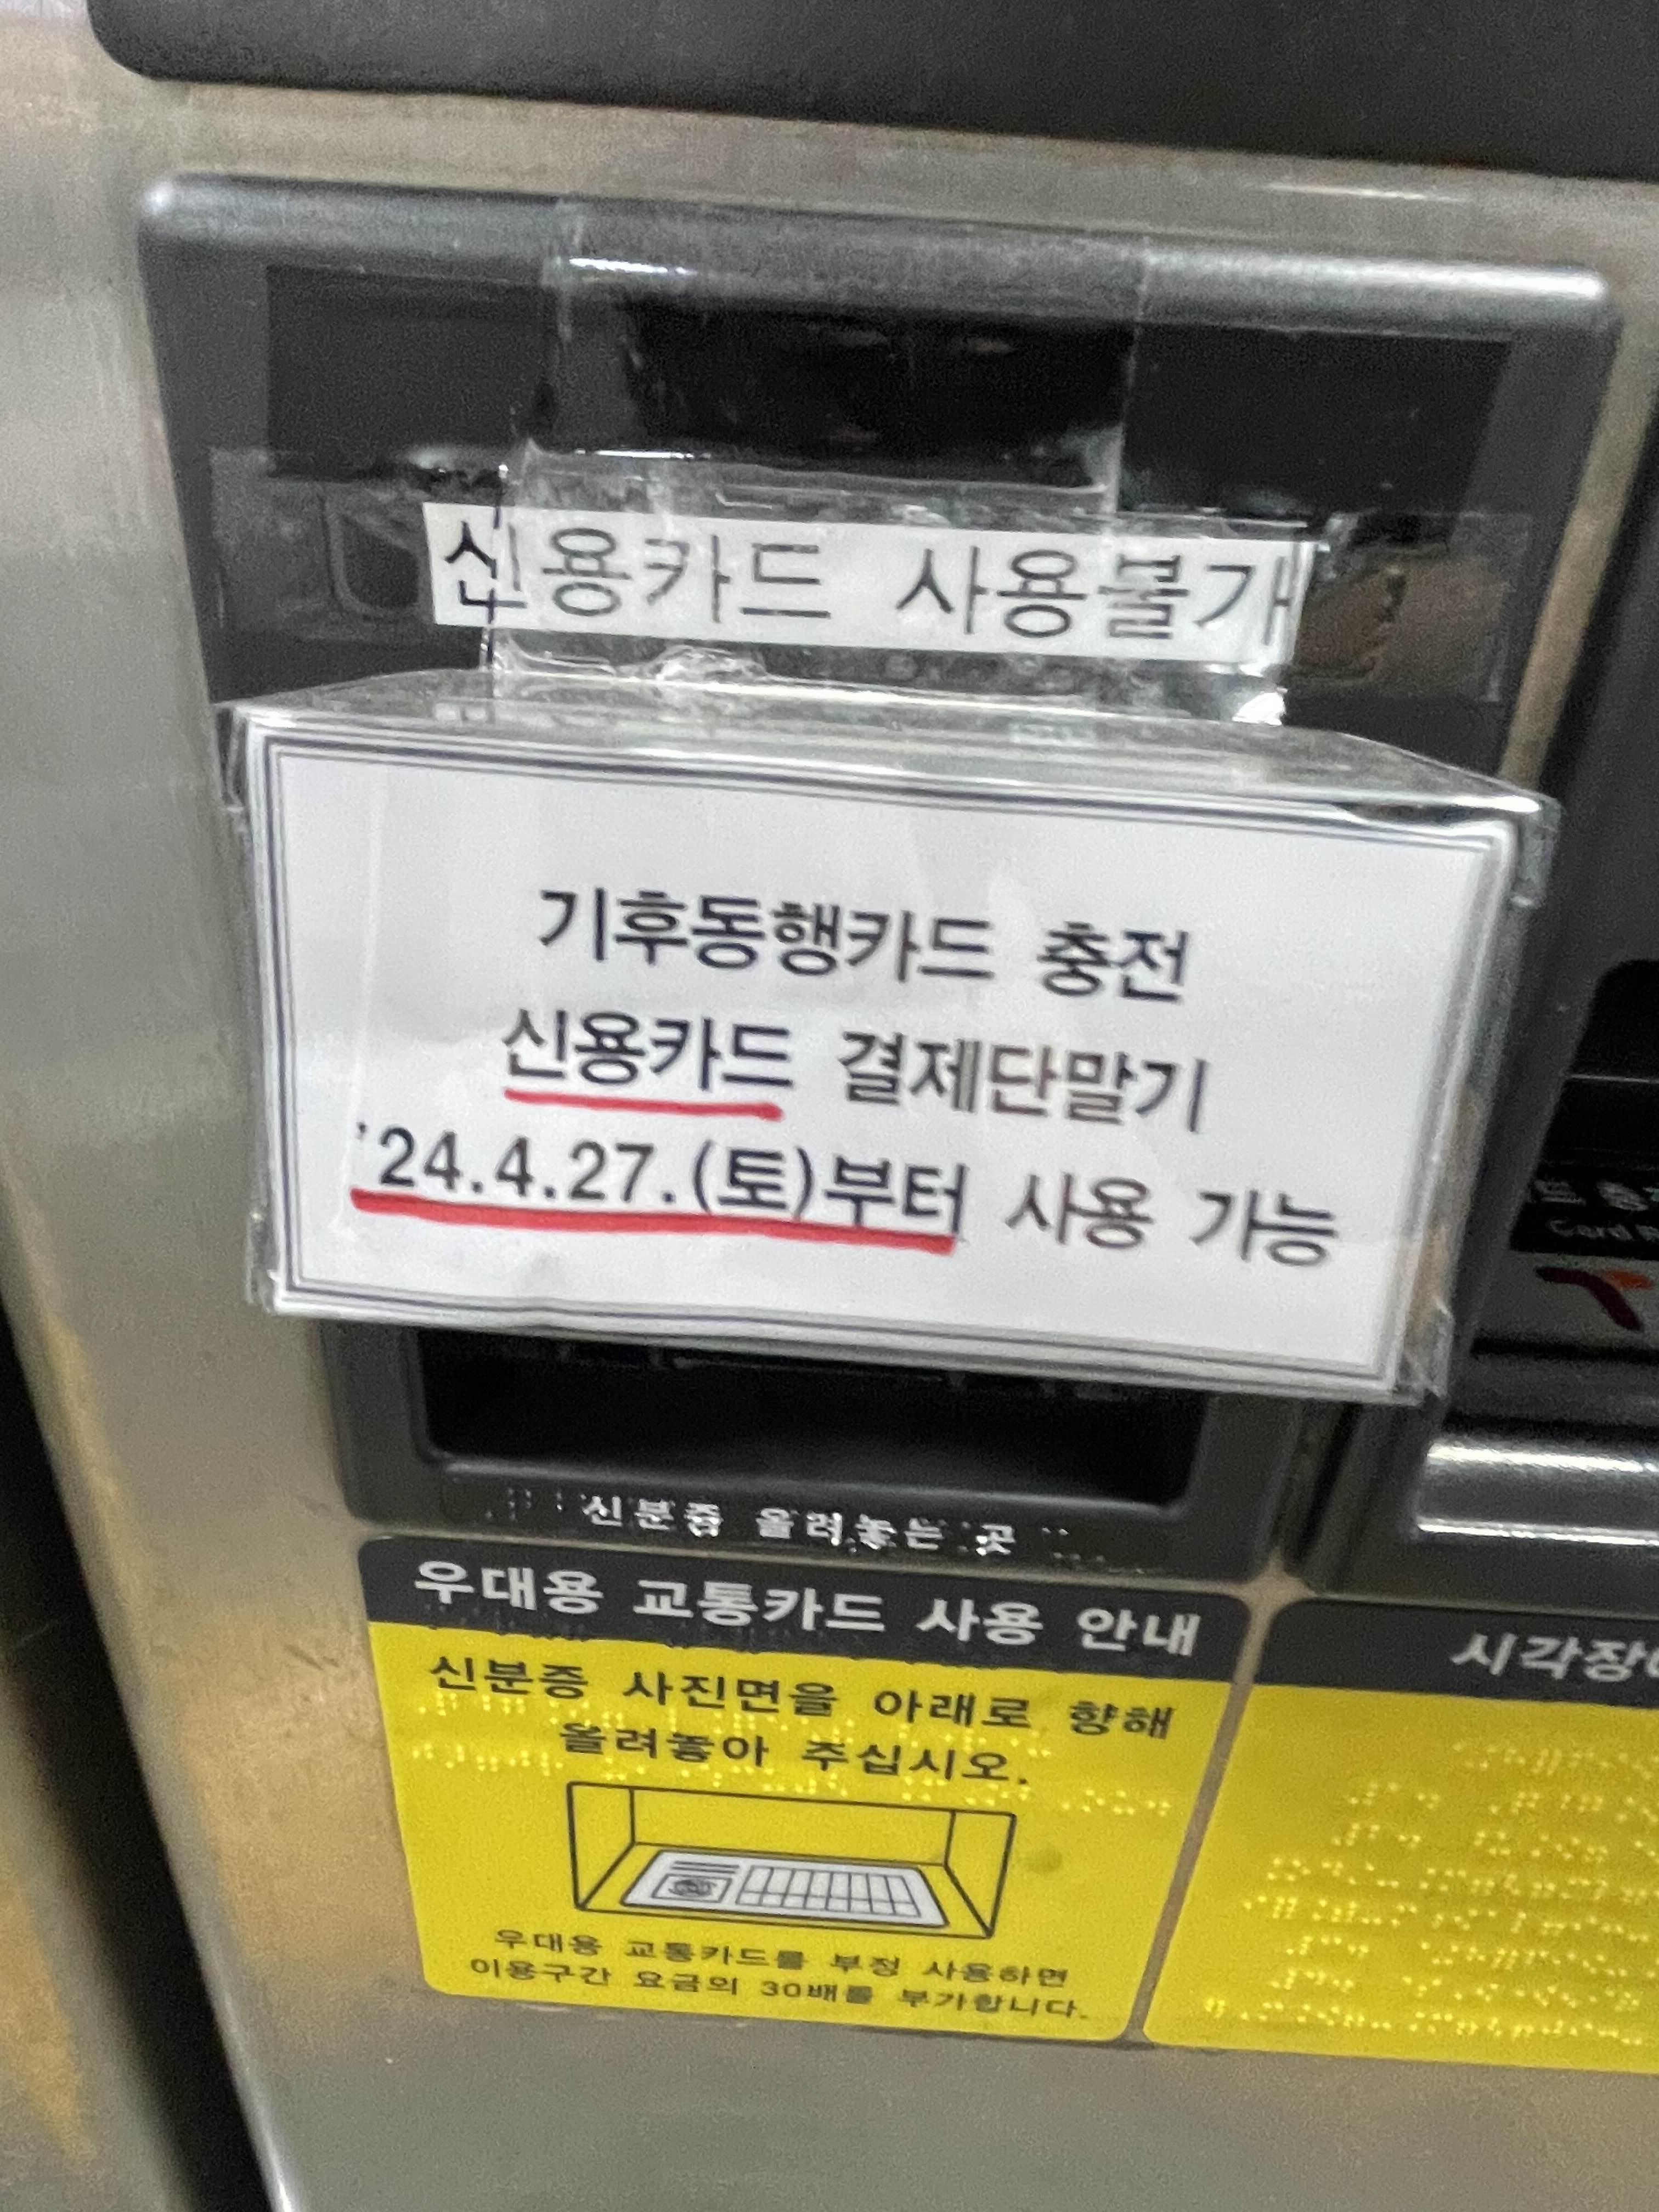 신용카드 사용불가
기후동행카드 충전
신용카드 결제단말기
'24.4.27.(토)부터 사용 가능
Card
신분증 올려놓는 곳
우대용 교통카드 사용 안내
신분증 사진면을 아래로 향해
올려놓아 주십시오.
우대용 교통카드를 부정 사용하면
이용구간 요금의 30배를 부가합니다.